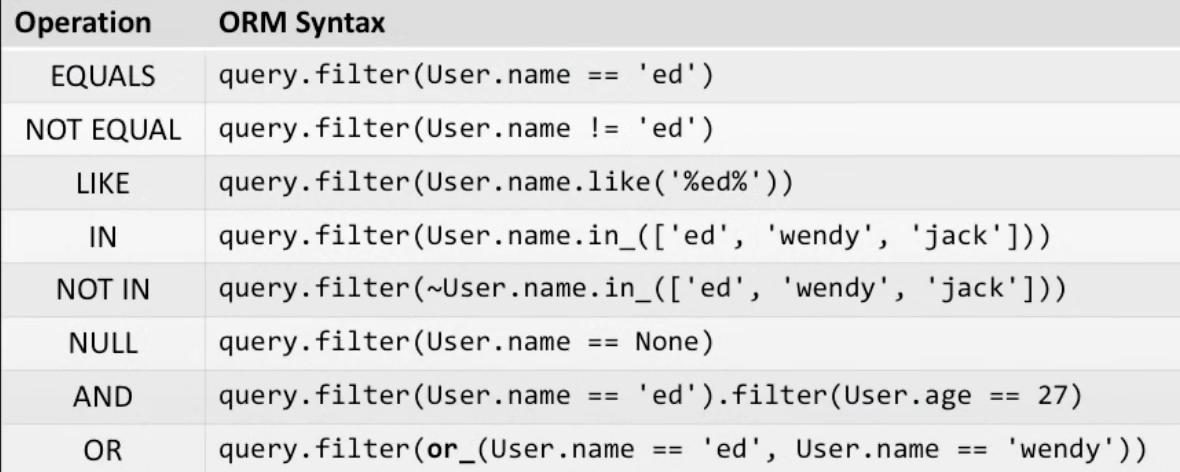 Operation ORM Syntax
EQUALS query.filter(User.name == 'ed')
NOT EQUAL query.filter(User.name != 'ed')
LIKE query.filter(User.name.like('%ed%'))
IN query.filter(User.name.in_(['ed', 'wendy', 'jack']))
NOT IN query.filter(~User.name.in_(['ed', 'wendy', 'jack']))
NULL query.filter(User.name == None)
AND query.filter(User.name == 'ed').filter(User.age == 27)
OR query.filter(or_(User.name == 'ed', User.name == 'wendy'))